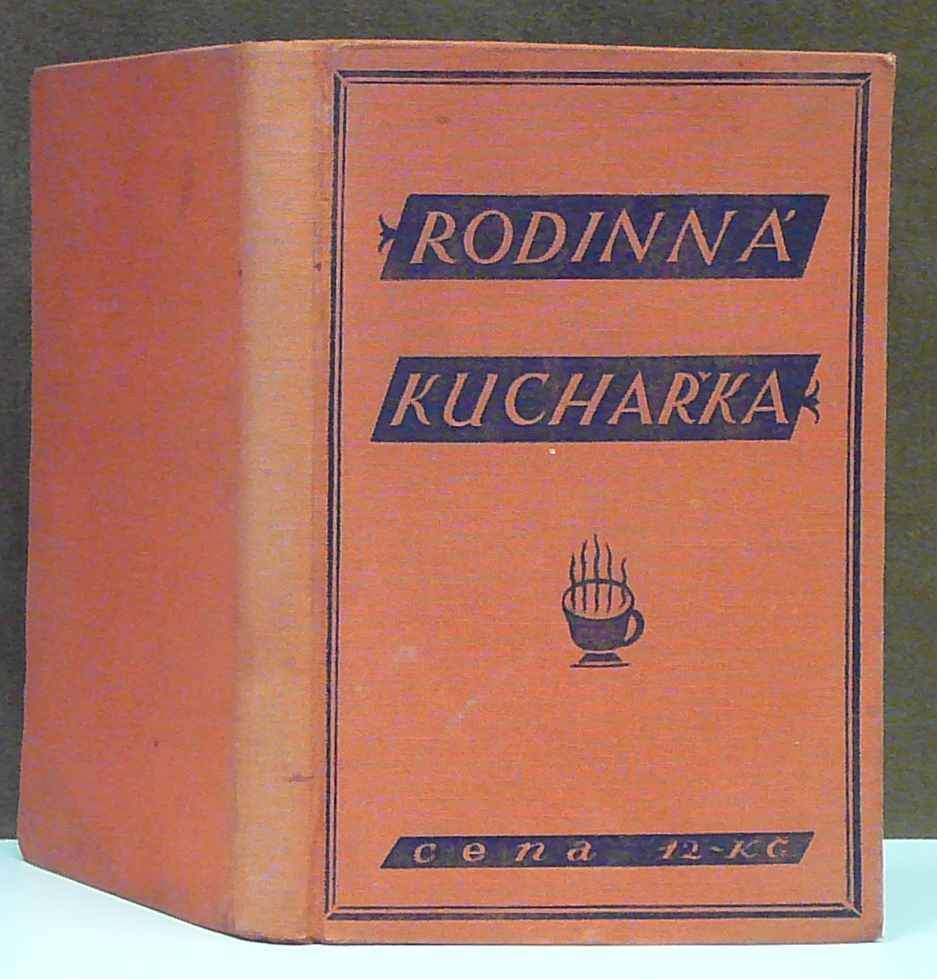 RODINNÁ
KUCHAŘKA
cena 12-Kč